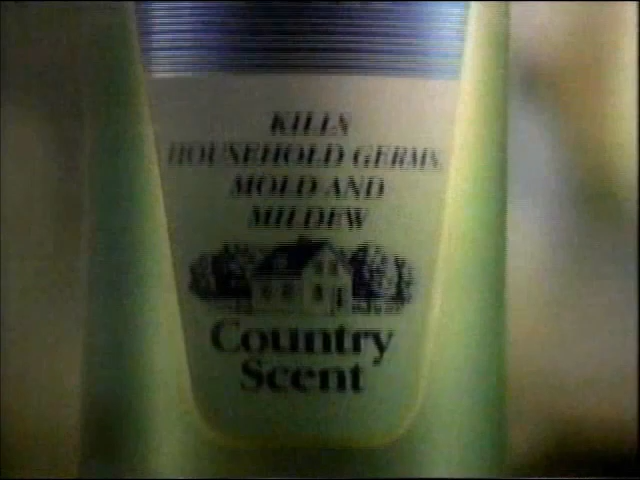 KILLS
HOUSEHOLD GERMS,
MOLD AND
MILDEW
Country
Scent